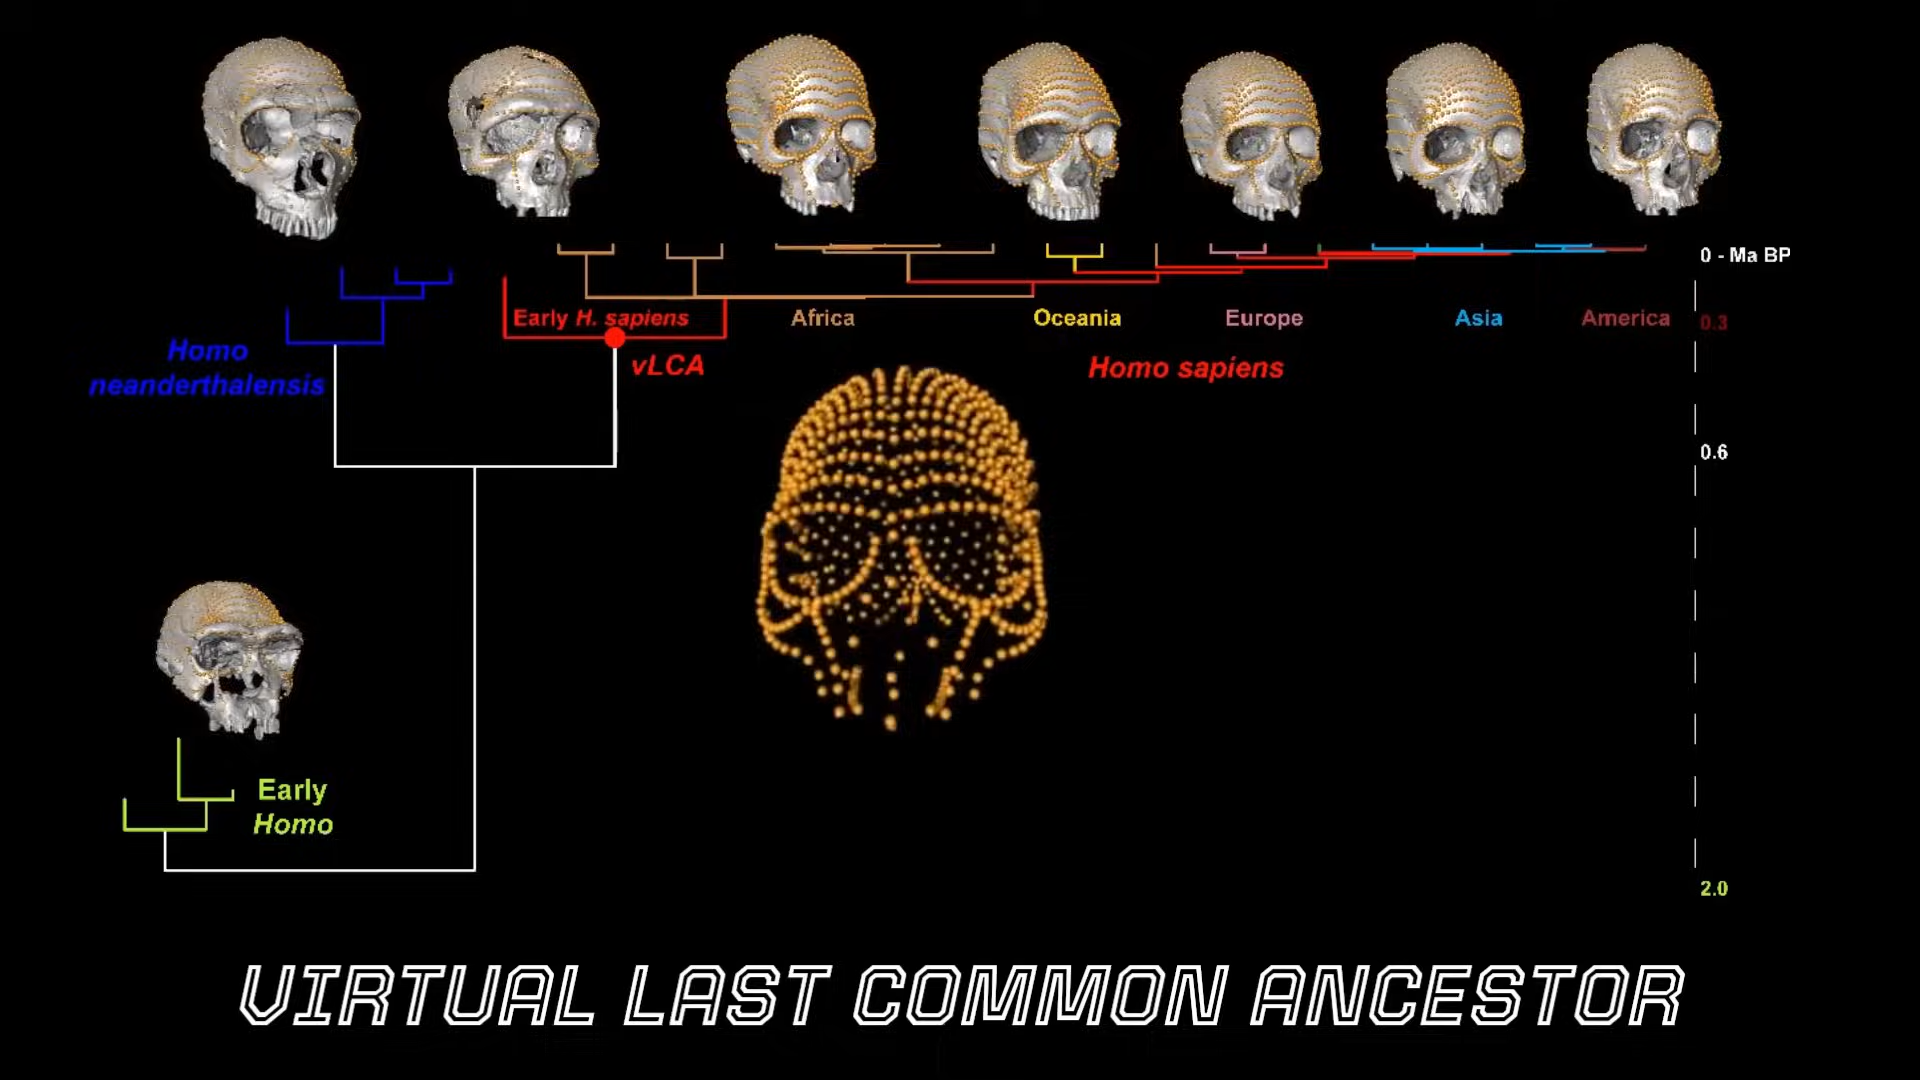 0 - Ma BP
Early H. sapiens
Africa
Oceania
Europe
Asia
America
0.3
Homo
neanderthalensis
vLCA
Homo sapiens
0.6
Early
Homo
2.0
VIRTUAL LAST COMMON ANCESTOR